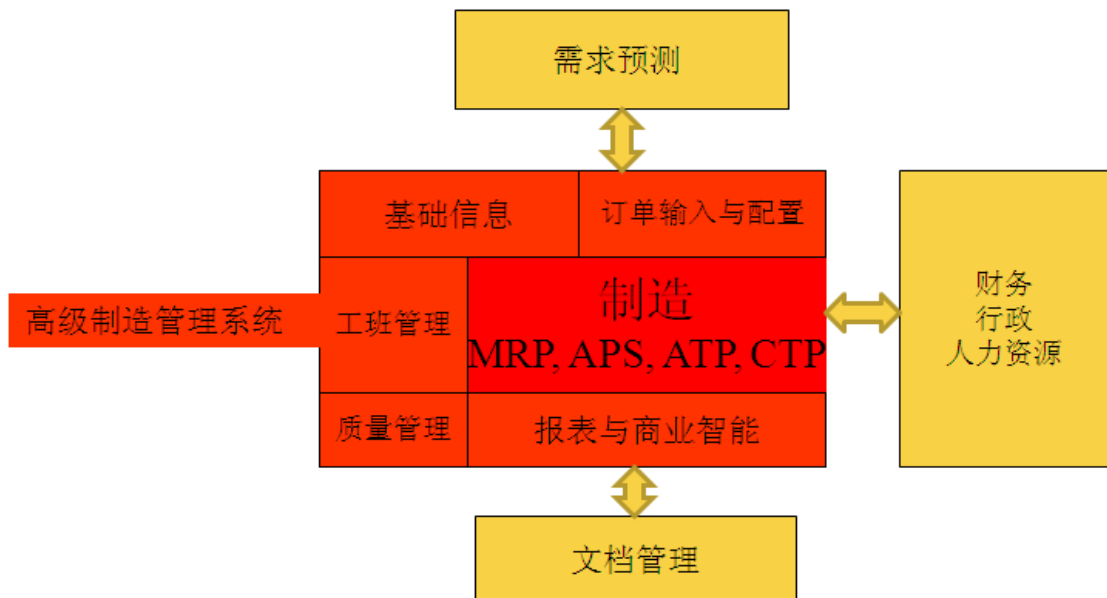 需求预测
基础信息
订单输入与配置
高级制造管理系统
工班管理
制造
MRP, APS, ATP, CTP
财务
行政
人力资源
质量管理
报表与商业智能
文档管理